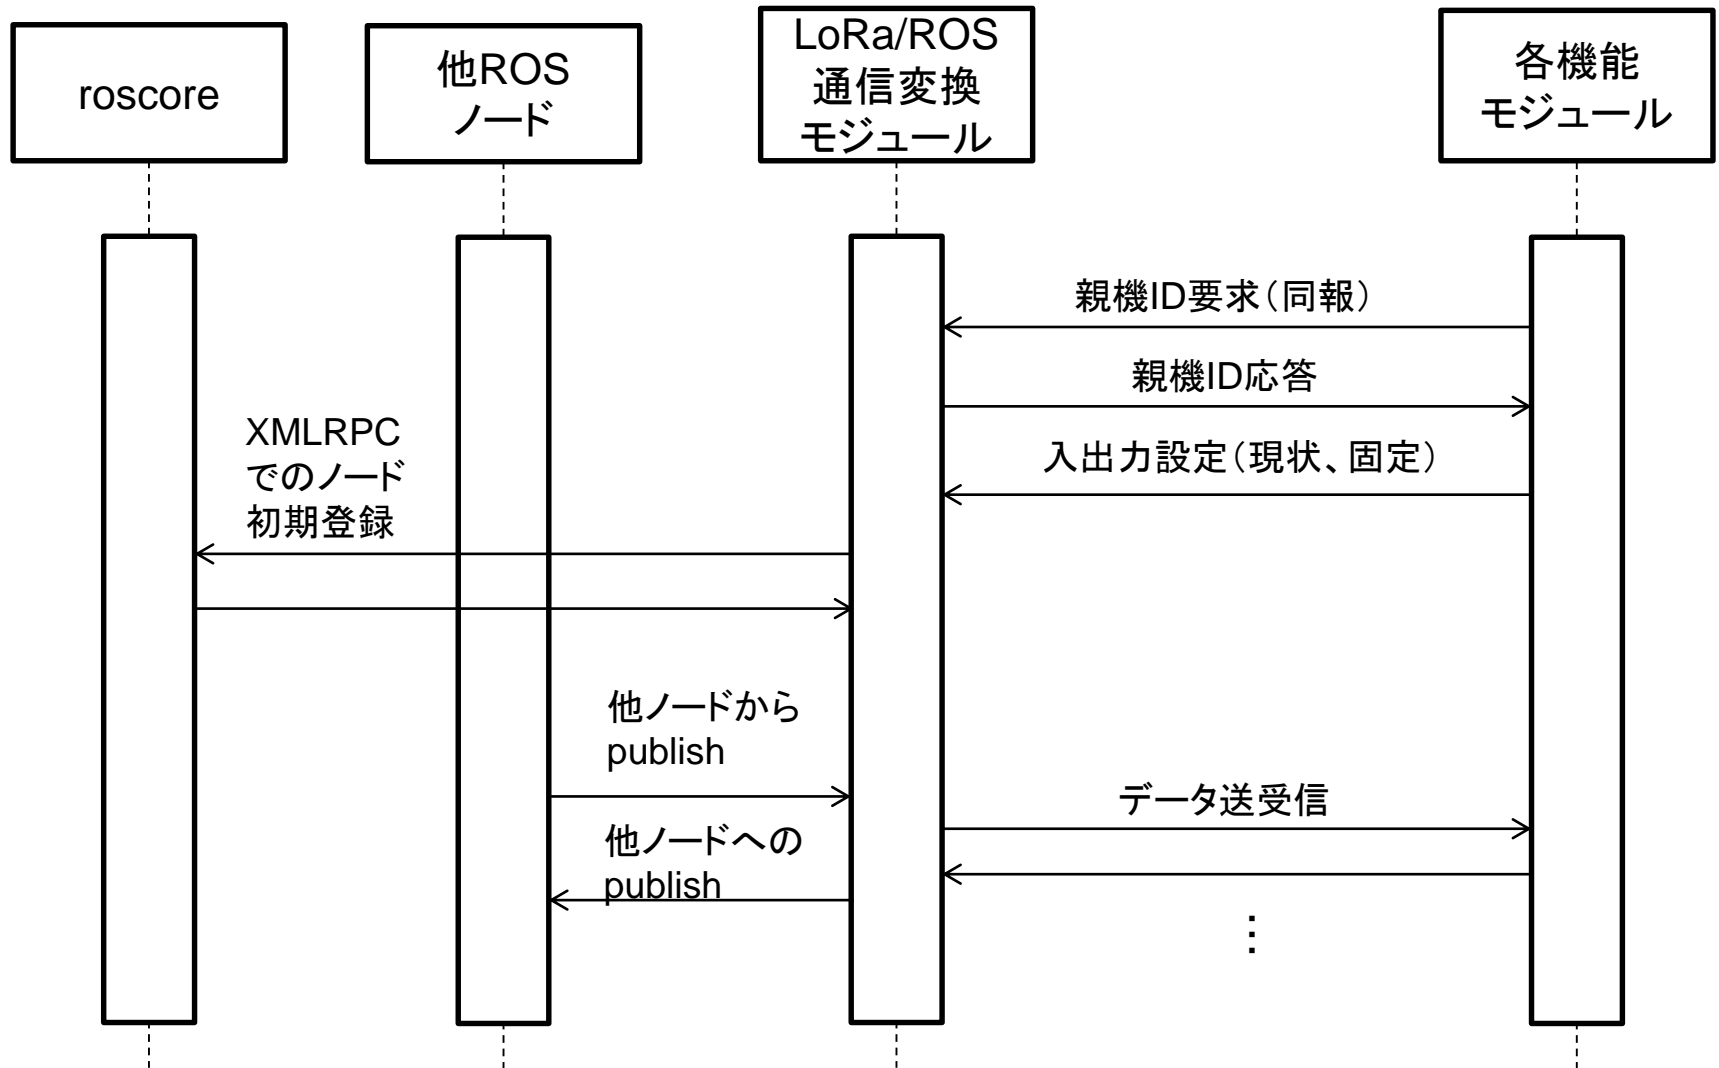 roscore
他ROS
ノード
LoRa/ROS
通信変換
モジュール
各機能
モジュール
親機ID要求(同報)
親機ID応答
入出力設定(現状、固定)
XMLRPC
でのノード
初期登録
他ノードから
publish
データ送受信
他ノードへの
publish
⋮